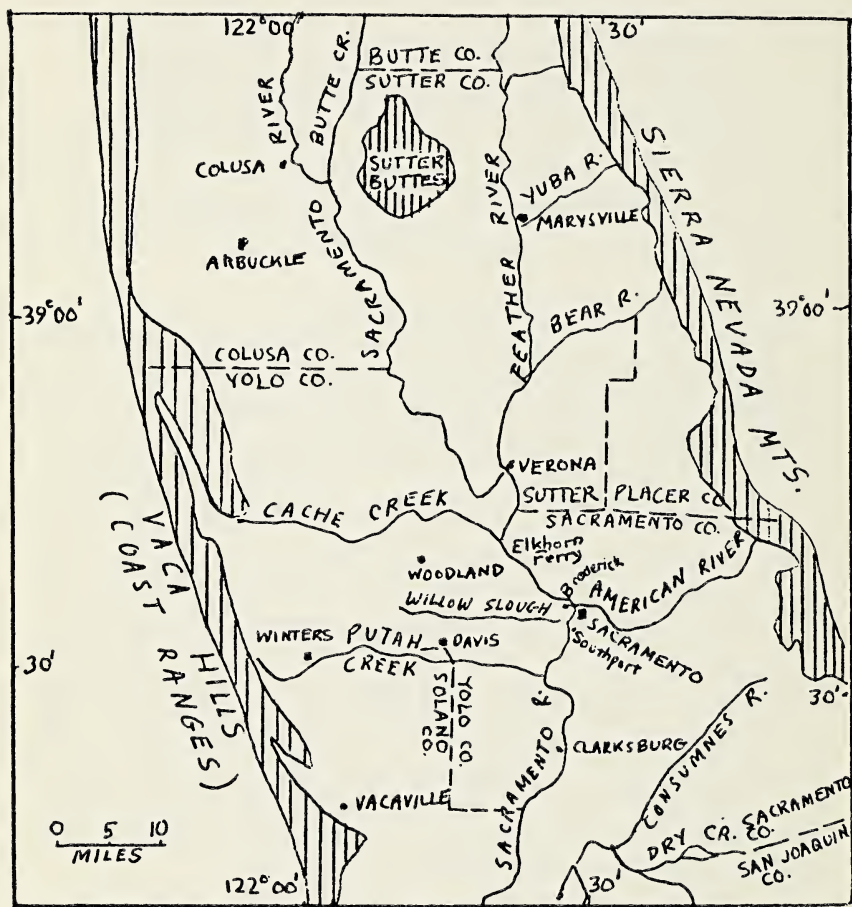 122°00'
30'
BUTTE CO.
SUTTER CO.
RIVER
BUTTE CR.
COLUSA
SUTTER
BUTTES
RIVER
YUBA R.
MARYSVILLE
SIERRA NEVADA MTS.
ARBUCKLE
SACRAMENTO
FEATHER
39°00'
39°00'
BEAR R.
COLUSA CO.
YOLO CO.
VERONA
SUTTER
PLACER CO.
SACRAMENTO CO.
CACHE CREEK
Elkhorn
Ferry
WOODLAND
Broderick
AMERICAN RIVER
WILLOW SLOUGH
SACRAMENTO
Southport
WINTERS
PUTAH
CREEK
DAVIS
30'
30'
VACA HILLS
(COAST RANGES)
YOLO CO.
SOLANO
CO.
SACRAMENTO R.
CLARKSBURG
CONSUMNES R.
VACAVILLE
DRY CR.
SACRAMENTO
CO.
SAN JOAQUIN
CO.
0 5 10
MILES
122°00'
30'